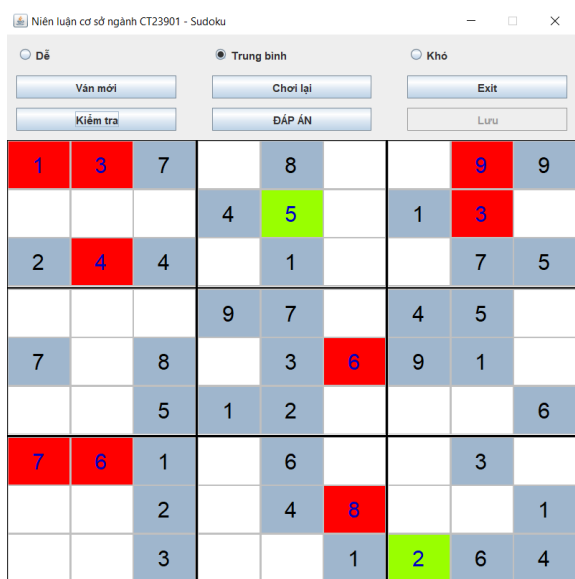 Niên luận cơ sở ngành CT23901 - Sudoku
Dễ Trung bình Khó
Ván mới Chơi lại Exit
Kiểm tra ĐÁP ÁN Lưu
1 3 7 8 9 9
4 5 1 3
2 4 4 1 7 5
9 7 4 5
7 8 3 6 9 1
5 1 2 6
7 6 1 6 3
2 4 8 1
3 1 2 6 4